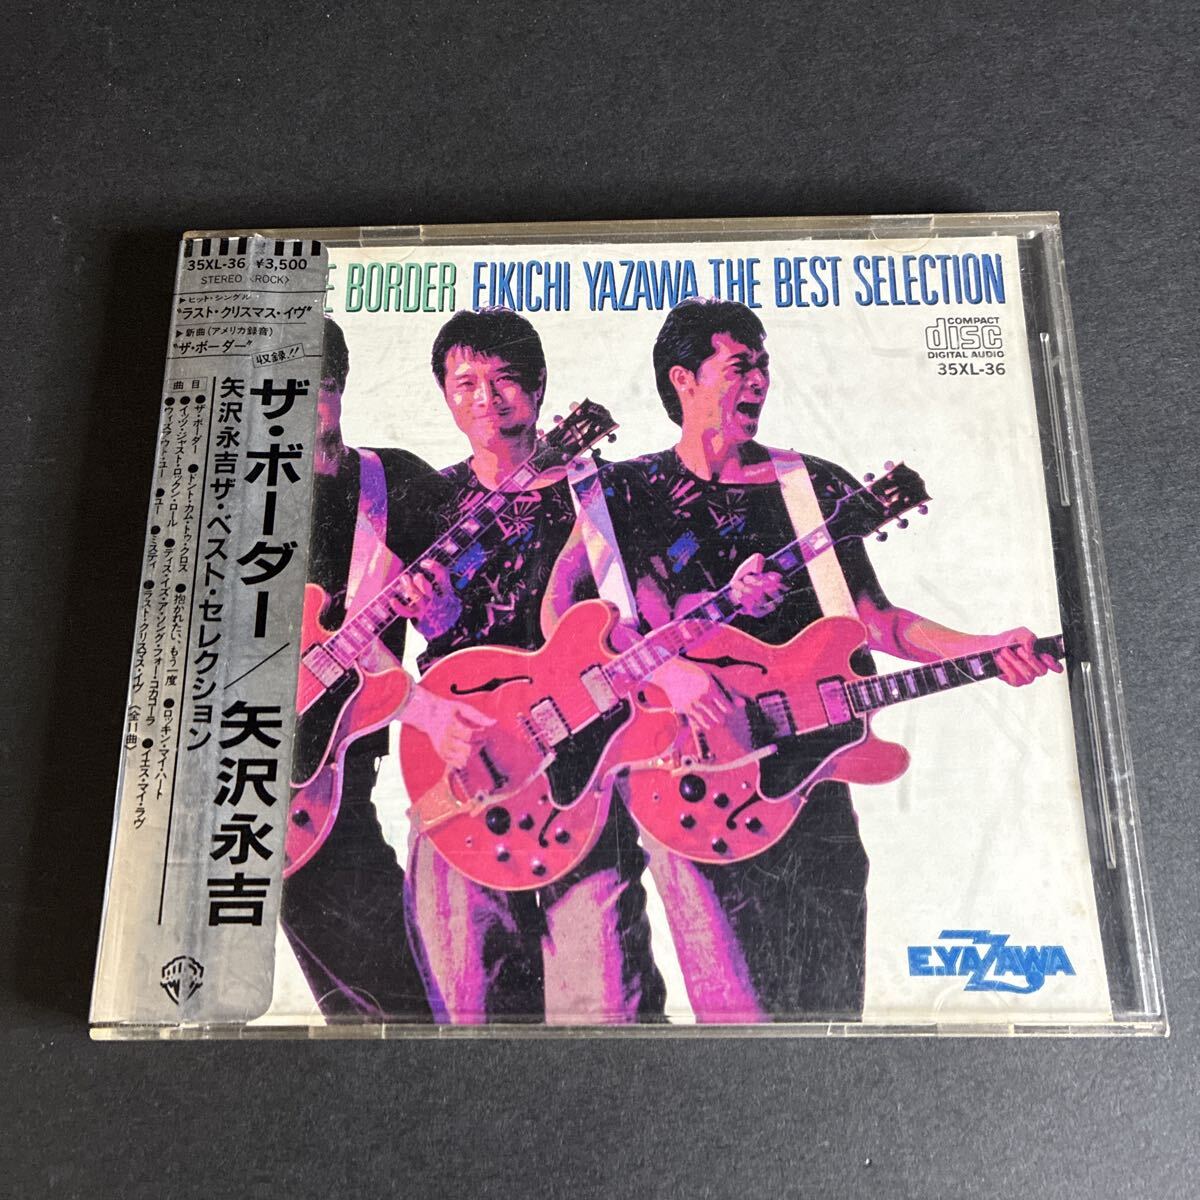 35XL-36 ¥3,500
STEREO 〈ROCK〉
▶ヒット・シングル
"ラスト・クリスマス・イヴ"
▶新曲(アメリカ録音)
"ザ・ボーダー"
収録!!
ザ・ボーダー/矢沢永吉
矢沢永吉ザ・ベスト・セレクション
曲目
●ザ・ボーダー ●ドント・カム・トゥ・クロス ●抱かれたい、もう一度 ●ロッキン・マイ・ハート
●イッツ・ジャスト・ロックン・ロール ●ディス・イズ・ア・ソング・フォー・コカコーラ ●イエス・マイ・ラヴ
●ウィズアウト・ユー ●ユー ●ミスティ ●ラスト・クリスマス・イヴ 〈全11曲〉
E BORDER EIKICHI YAZAWA THE BEST SELECTION
COMPACT
disc
DIGITAL AUDIO
35XL-36
E.YAZAWA